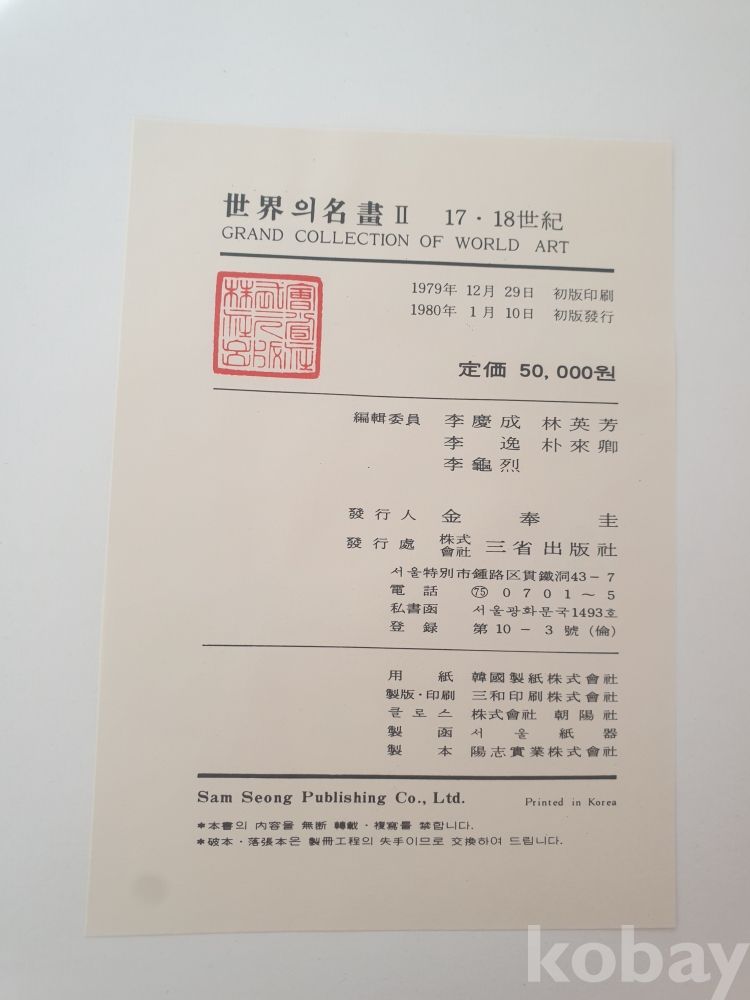 世界의名畫Ⅱ 17・18世紀
GRAND COLLECTION OF WORLD ART
1979年 12月 29日 初版印刷
1980年 1月 10日 初版發行
定価 50,000원
編輯委員 李慶成 林英芳
李逸 朴來卿
李龜烈
發行人 金奉圭
發行處 株式會社 三省出版社
서울特別市鍾路区貫鐵洞43-7
電話 ㊆ 0701~5
私書函 서울광화문국1493호
登録 第10-3號(倫)
用紙 韓國製紙株式會社
製版・印刷 三和印刷株式會社
클로스 株式會社 朝陽社
製函 서울紙器
製本 陽志實業株式會社
Sam Seong Publishing Co., Ltd. Printed in Korea
*本書의 内容을 無断 轉載・複寫를 禁합니다.
*破本・落張本은 製冊工程의 失手이므로 交換하여 드립니다.
kobay